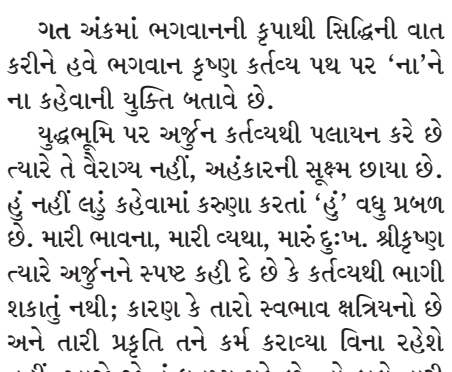 ગત અંકમાં ભગવાનની કૃપાથી સિદ્ધિની વાત
કરીને હવે ભગવાન કૃષ્ણ કર્તવ્ય પથ પર ‘ના’ને
ના કહેવાની યુક્તિ બતાવે છે.
યુદ્ધભૂમિ પર અર્જુન કર્તવ્યથી પલાયન કરે છે
ત્યારે તે વૈરાગ્ય નહીં, અહંકારની સૂક્ષ્મ છાયા છે.
હું નહીં લડું કહેવામાં કરુણા કરતાં ‘હું’ વધુ પ્રબળ
છે. મારી ભાવના, મારી વ્યથા, મારું દુઃખ. શ્રીકૃષ્ણ
ત્યારે અર્જુનને સ્પષ્ટ કહી દે છે કે કર્તવ્યથી ભાગી
શકાતું નથી; કારણ કે તારો સ્વભાવ ક્ષત્રિયનો છે
અને તારી પ્રકૃતિ તને કર્મ કરાવ્યા વિના રહેશે